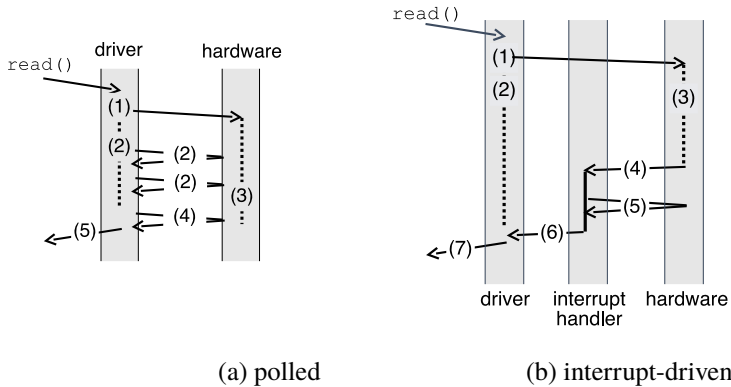 driver hardware
read()
(1)
(2)
(2)
(2)
(3)
(4)
(5)
(a) polled
read()
(1)
(2)
(3)
(4)
(5)
(6)
(7)
driver interrupt hardware
handler
(b) interrupt-driven